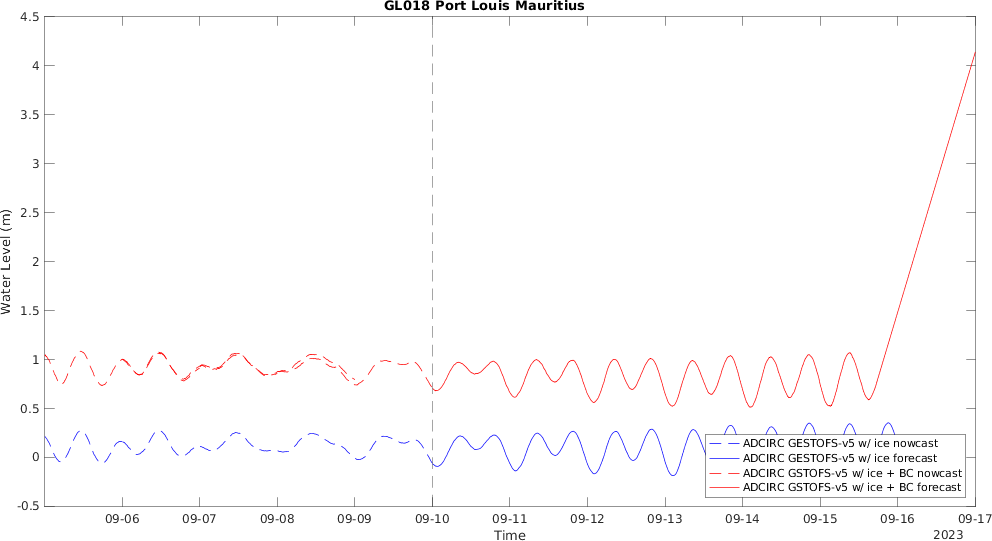 GL018 Port Louis Mauritius
4.5
4
3.5
3
2.5
2
1.5
1
0.5
0
-0.5
Water Level (m)
ADCIRC GESTOFS-v5 w/ ice nowcast
ADCIRC GESTOFS-v5 w/ ice forecast
ADCIRC GSTOFS-v5 w/ ice + BC nowcast
ADCIRC GSTOFS-v5 w/ ice + BC forecast
09-06 09-07 09-08 09-09 09-10 09-11 09-12 09-13 09-14 09-15 09-16 09-17
Time
2023